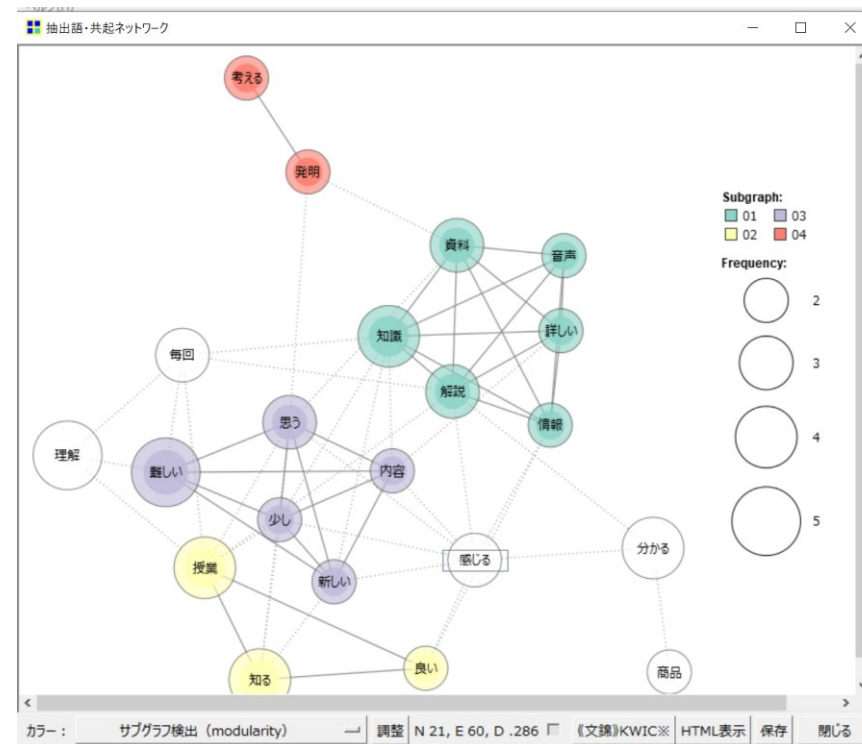 抽出語・共起ネットワーク
考える
発明
資料
音声
Subgraph:
01 03
02 04
Frequency:
2
3
4
5
知識
詳しい
毎回
解説
思う
情報
理解
難しい
内容
少し
授業
新しい
感じる
分かる
知る
良い
商品
カラー：
サブグラフ検出（modularity）
調整
N 21, E 60, D .286
《文錦》KWIC※
HTML表示
保存
閉じる